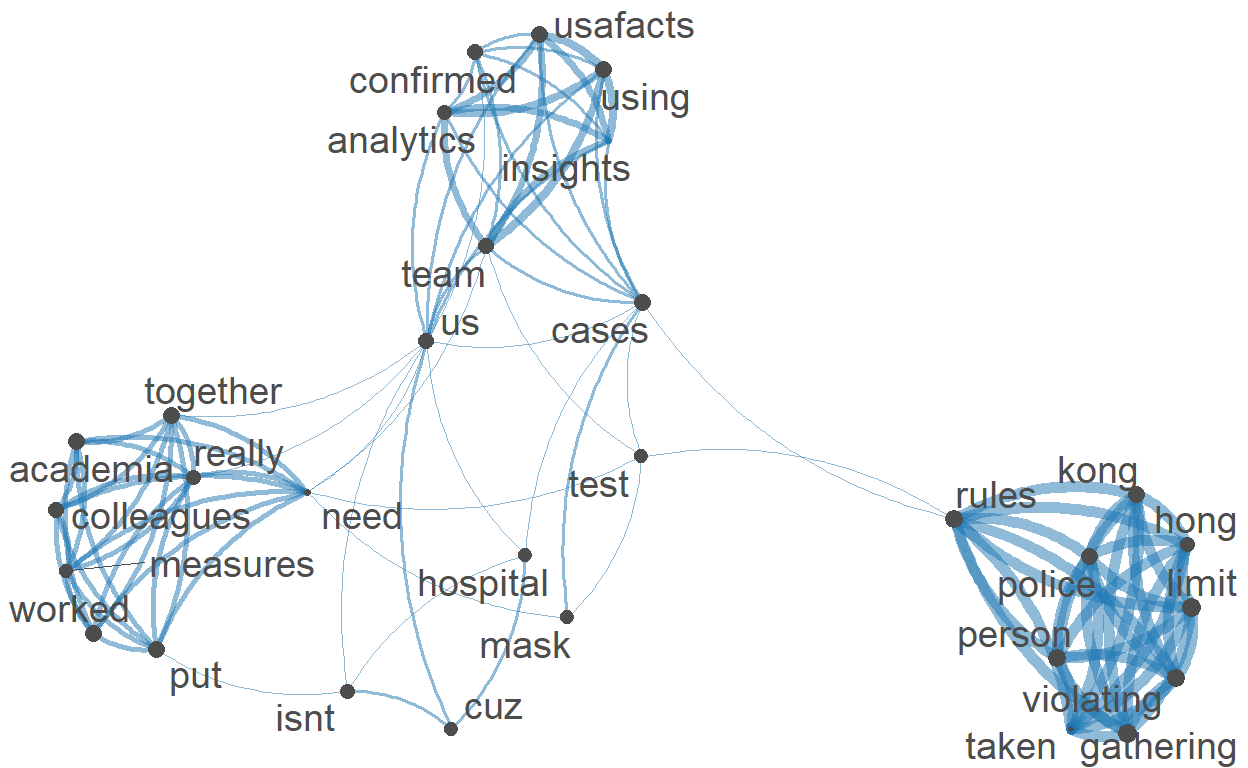 usafacts
confirmed
using
analytics
insights
team
us
cases
together
really
academia
colleagues
need
test
kong
rules
hong
measures
hospital
police
limit
worked
mask
person
put
isnt
cuz
violating
taken
gathering